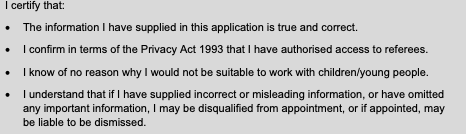 I certify that:
• The information I have supplied in this application is true and correct.
• I confirm in terms of the Privacy Act 1993 that I have authorised access to referees.
• I know of no reason why I would not be suitable to work with children/young people.
• I understand that if I have supplied incorrect or misleading information, or have omitted
any important information, I may be disqualified from appointment, or if appointed, may
be liable to be dismissed.